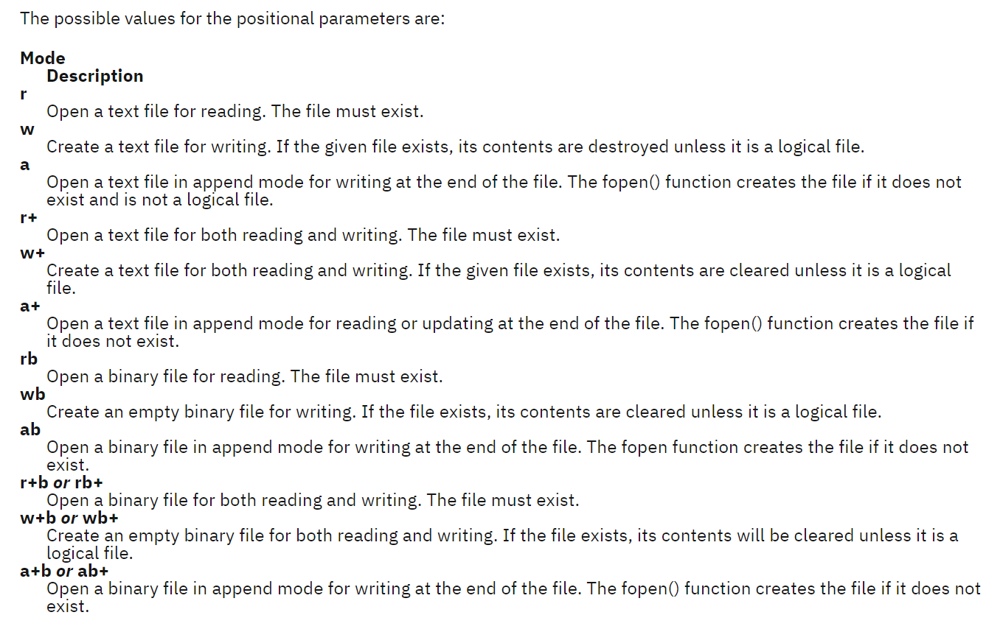 The possible values for the positional parameters are:
Mode
Description
r
Open a text file for reading. The file must exist.
w
Create a text file for writing. If the given file exists, its contents are destroyed unless it is a logical file.
a
Open a text file in append mode for writing at the end of the file. The fopen() function creates the file if it does not
exist and is not a logical file.
r+
Open a text file for both reading and writing. The file must exist.
w+
Create a text file for both reading and writing. If the given file exists, its contents are cleared unless it is a logical
file.
a+
Open a text file in append mode for reading or updating at the end of the file. The fopen() function creates the file if
it does not exist.
rb
Open a binary file for reading. The file must exist.
wb
Create an empty binary file for writing. If the file exists, its contents are cleared unless it is a logical file.
ab
Open a binary file in append mode for writing at the end of the file. The fopen function creates the file if it does not
exist.
r+b or rb+
Open a binary file for both reading and writing. The file must exist.
w+b or wb+
Create an empty binary file for both reading and writing. If the file exists, its contents will be cleared unless it is a
logical file.
a+b or ab+
Open a binary file in append mode for writing at the end of the file. The fopen() function creates the file if it does not
exist.